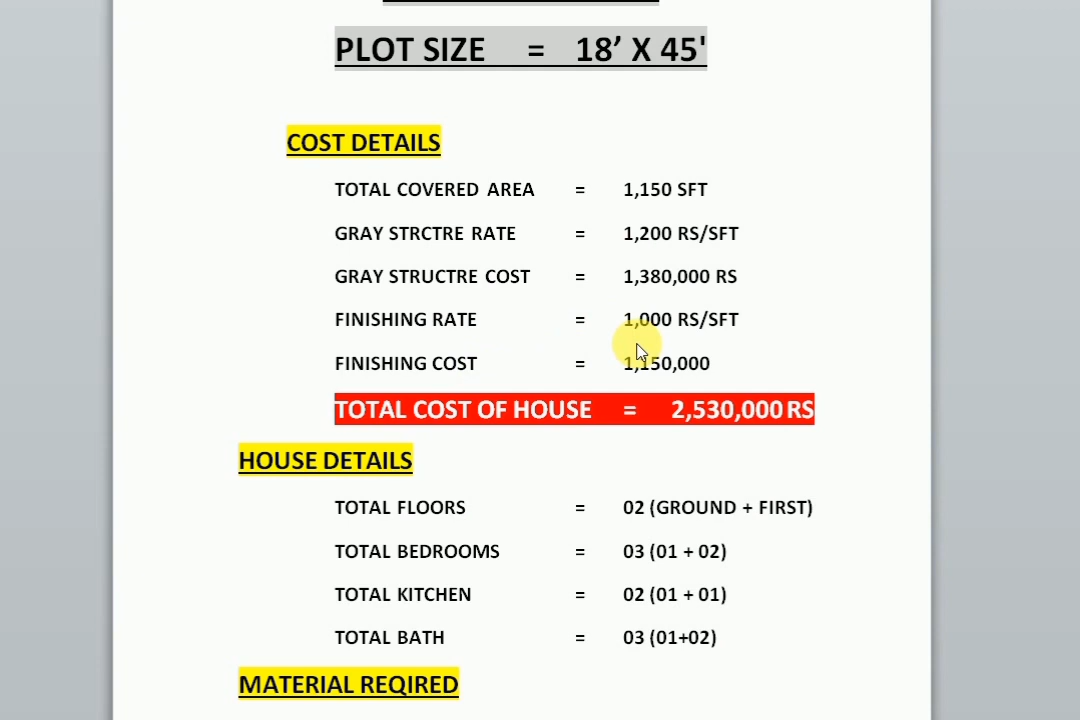 PLOT SIZE = 18’ X 45'
COST DETAILS
TOTAL COVERED AREA = 1,150 SFT
GRAY STRCTRE RATE = 1,200 RS/SFT
GRAY STRUCTRE COST = 1,380,000 RS
FINISHING RATE = 1,000 RS/SFT
FINISHING COST = 1,150,000
TOTAL COST OF HOUSE = 2,530,000 RS
HOUSE DETAILS
TOTAL FLOORS = 02 (GROUND + FIRST)
TOTAL BEDROOMS = 03 (01 + 02)
TOTAL KITCHEN = 02 (01 + 01)
TOTAL BATH = 03 (01+02)
MATERIAL REQIRED